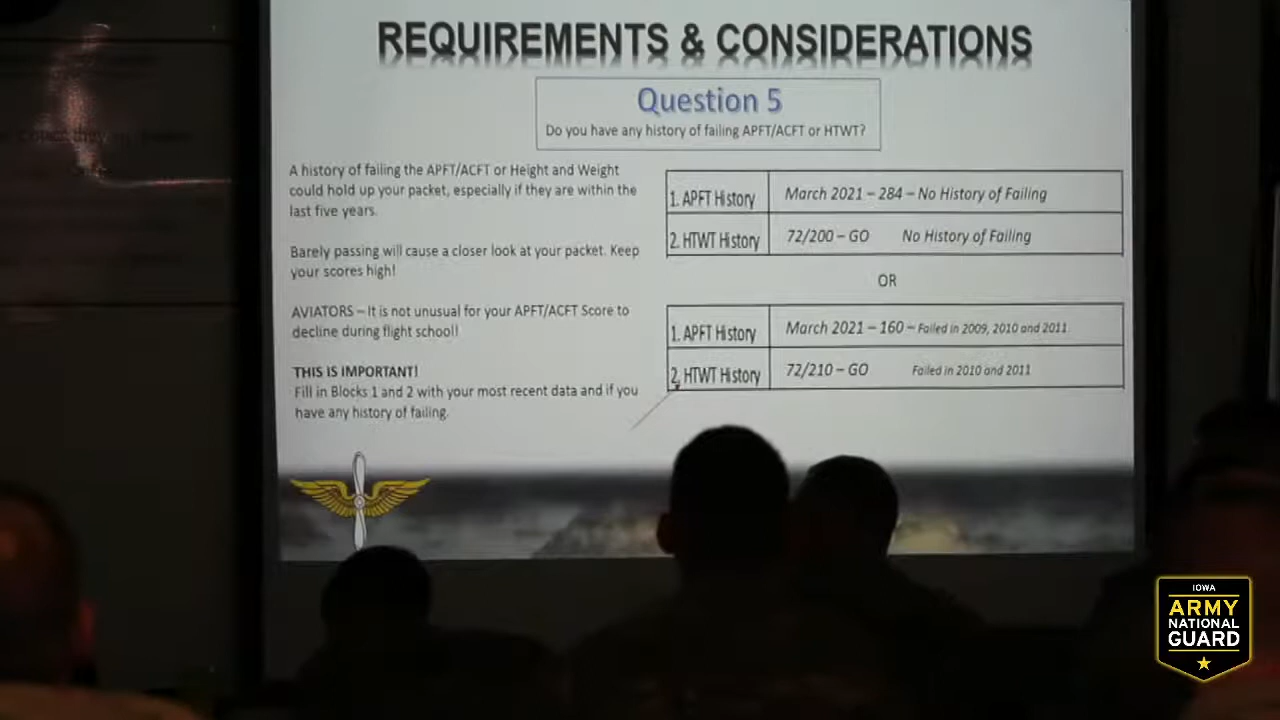 REQUIREMENTS & CONSIDERATIONS
Question 5
Do you have any history of failing APFT/ACFT or HTWT?
A history of failing the APFT/ACFT or Height and Weight
could hold up your packet, especially if they are within the
last five years.
Barely passing will cause a closer look at your packet. Keep
your scores high!
AVIATORS – It is not unusual for your APFT/ACFT Score to
decline during flight school!
THIS IS IMPORTANT!
Fill in Blocks 1 and 2 with your most recent data and if you
have any history of failing.
1. APFT History March 2021 – 284 – No History of Failing
2. HTWT History 72/200 – GO No History of Failing
OR
1. APFT History March 2021 – 160 – Failed in 2009, 2010 and 2011
2. HTWT History 72/210 – GO Failed in 2010 and 2011
IOWA
ARMY
NATIONAL
GUARD